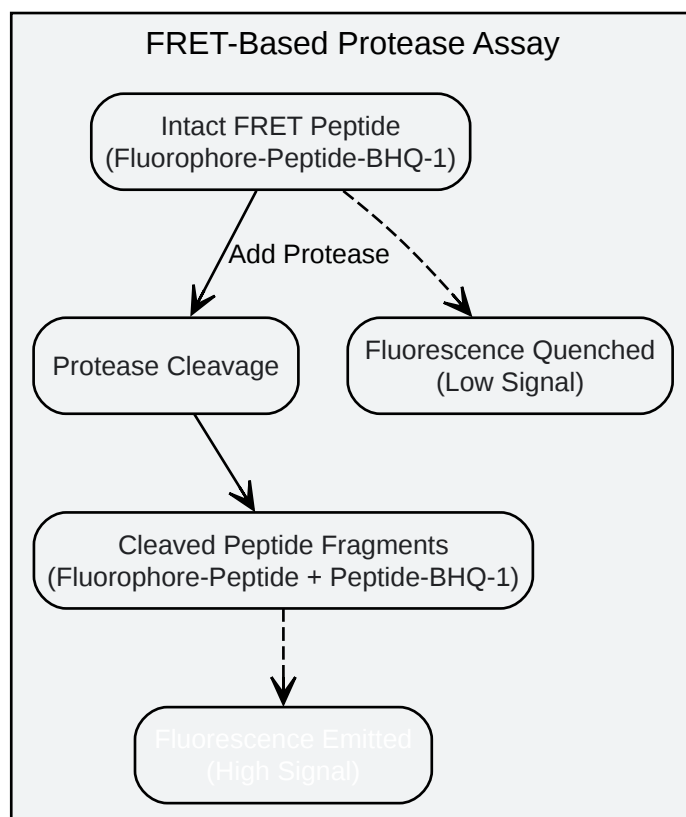 FRET-Based Protease Assay
Intact FRET Peptide
(Fluorophore-Peptide-BHQ-1)
Add Protease
Protease Cleavage
Fluorescence Quenched
(Low Signal)
Cleaved Peptide Fragments
(Fluorophore-Peptide + Peptide-BHQ-1)
Fluorescence Emitted
(High Signal)